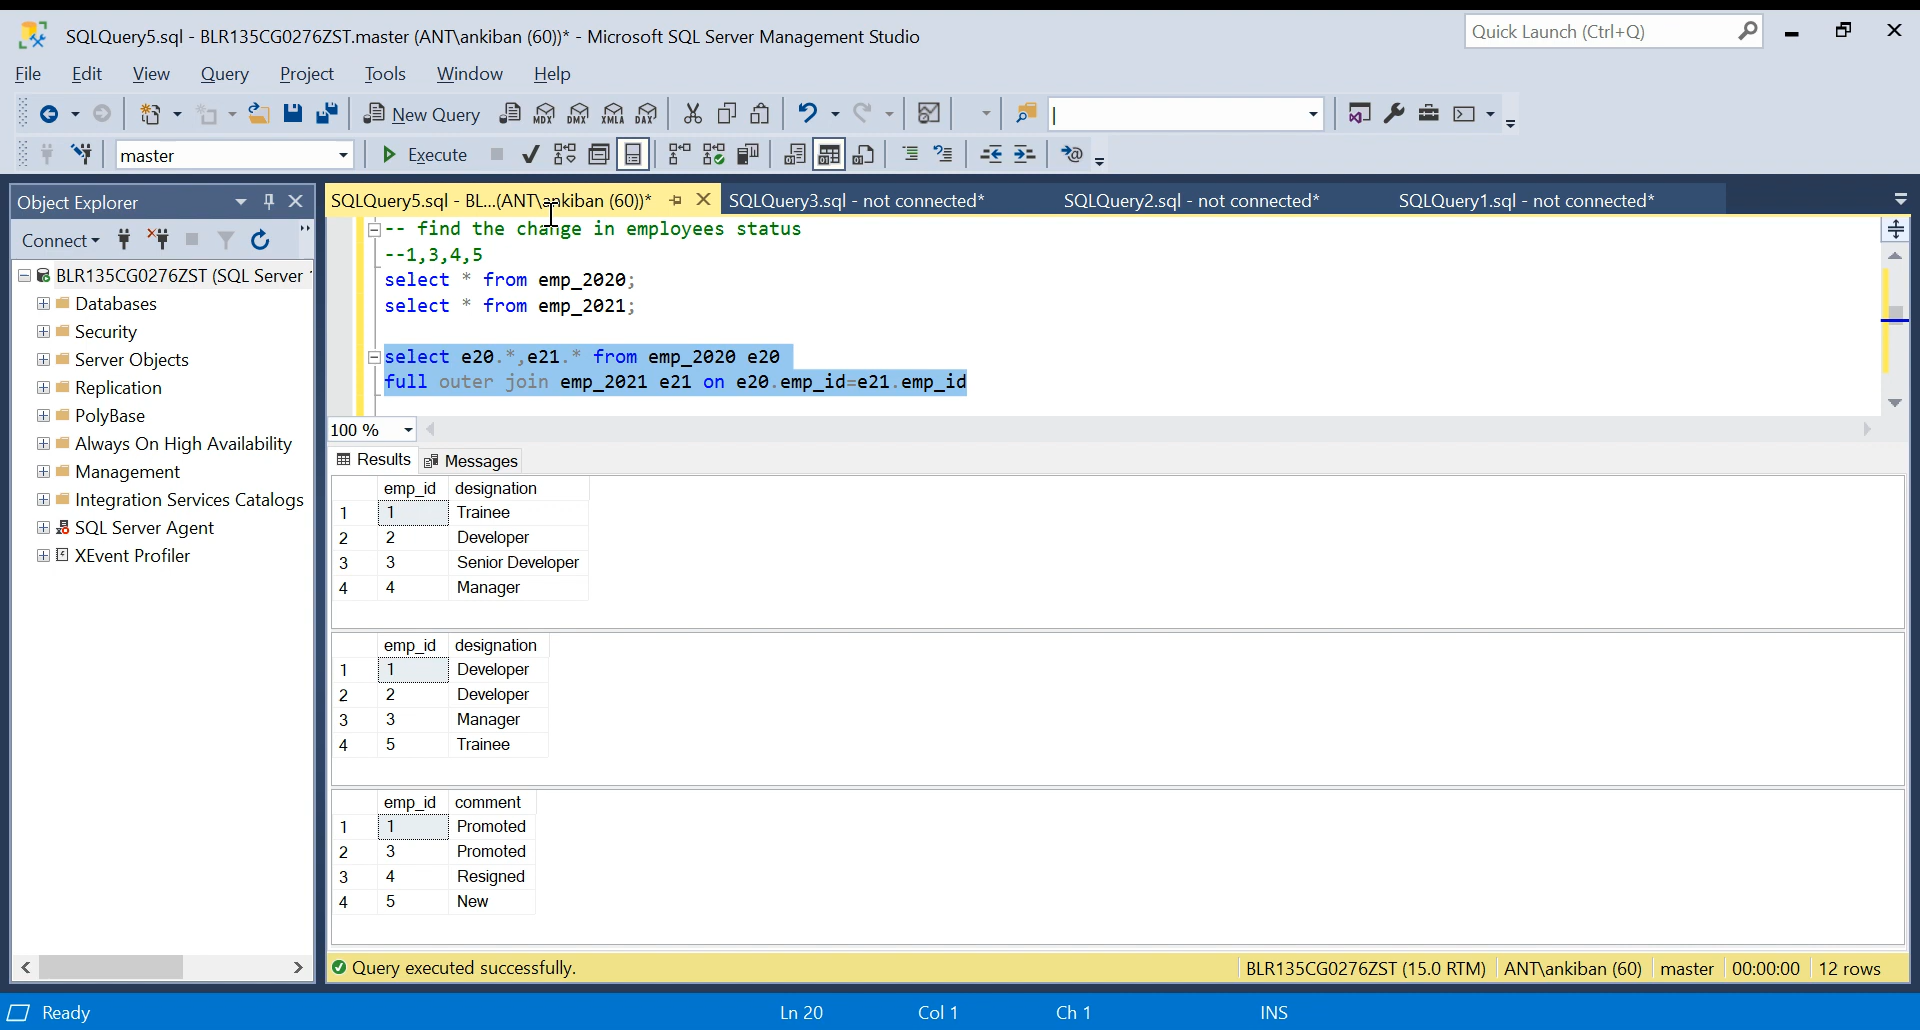 SQLQuery5.sql - BLR135CG0276ZST.master (ANT\ankiban (60))* - Microsoft SQL Server Management Studio
Quick Launch (Ctrl+Q)
File Edit View Query Project Tools Window Help
New Query MDX DMX XMLA DAX
master Execute
Object Explorer
SQLQuery5.sql - BL...(ANT\ankiban (60))* SQLQuery3.sql - not connected* SQLQuery2.sql - not connected* SQLQuery1.sql - not connected*
Connect
BLR135CG0276ZST (SQL Server
Databases
Security
Server Objects
Replication
PolyBase
Always On High Availability
Management
Integration Services Catalogs
SQL Server Agent
XEvent Profiler
-- find the change in employees status
--1,3,4,5
select * from emp_2020;
select * from emp_2021;
select e20.*,e21.* from emp_2020 e20
full outer join emp_2021 e21 on e20.emp_id=e21.emp_id
100 %
Results Messages
emp_id designation
1 1 Trainee
2 2 Developer
3 3 Senior Developer
4 4 Manager
emp_id designation
1 1 Developer
2 2 Developer
3 3 Manager
4 5 Trainee
emp_id comment
1 1 Promoted
2 3 Promoted
3 4 Resigned
4 5 New
Query executed successfully. BLR135CG0276ZST (15.0 RTM) ANT\ankiban (60) master 00:00:00 12 rows
Ready Ln 20 Col 1 Ch 1 INS